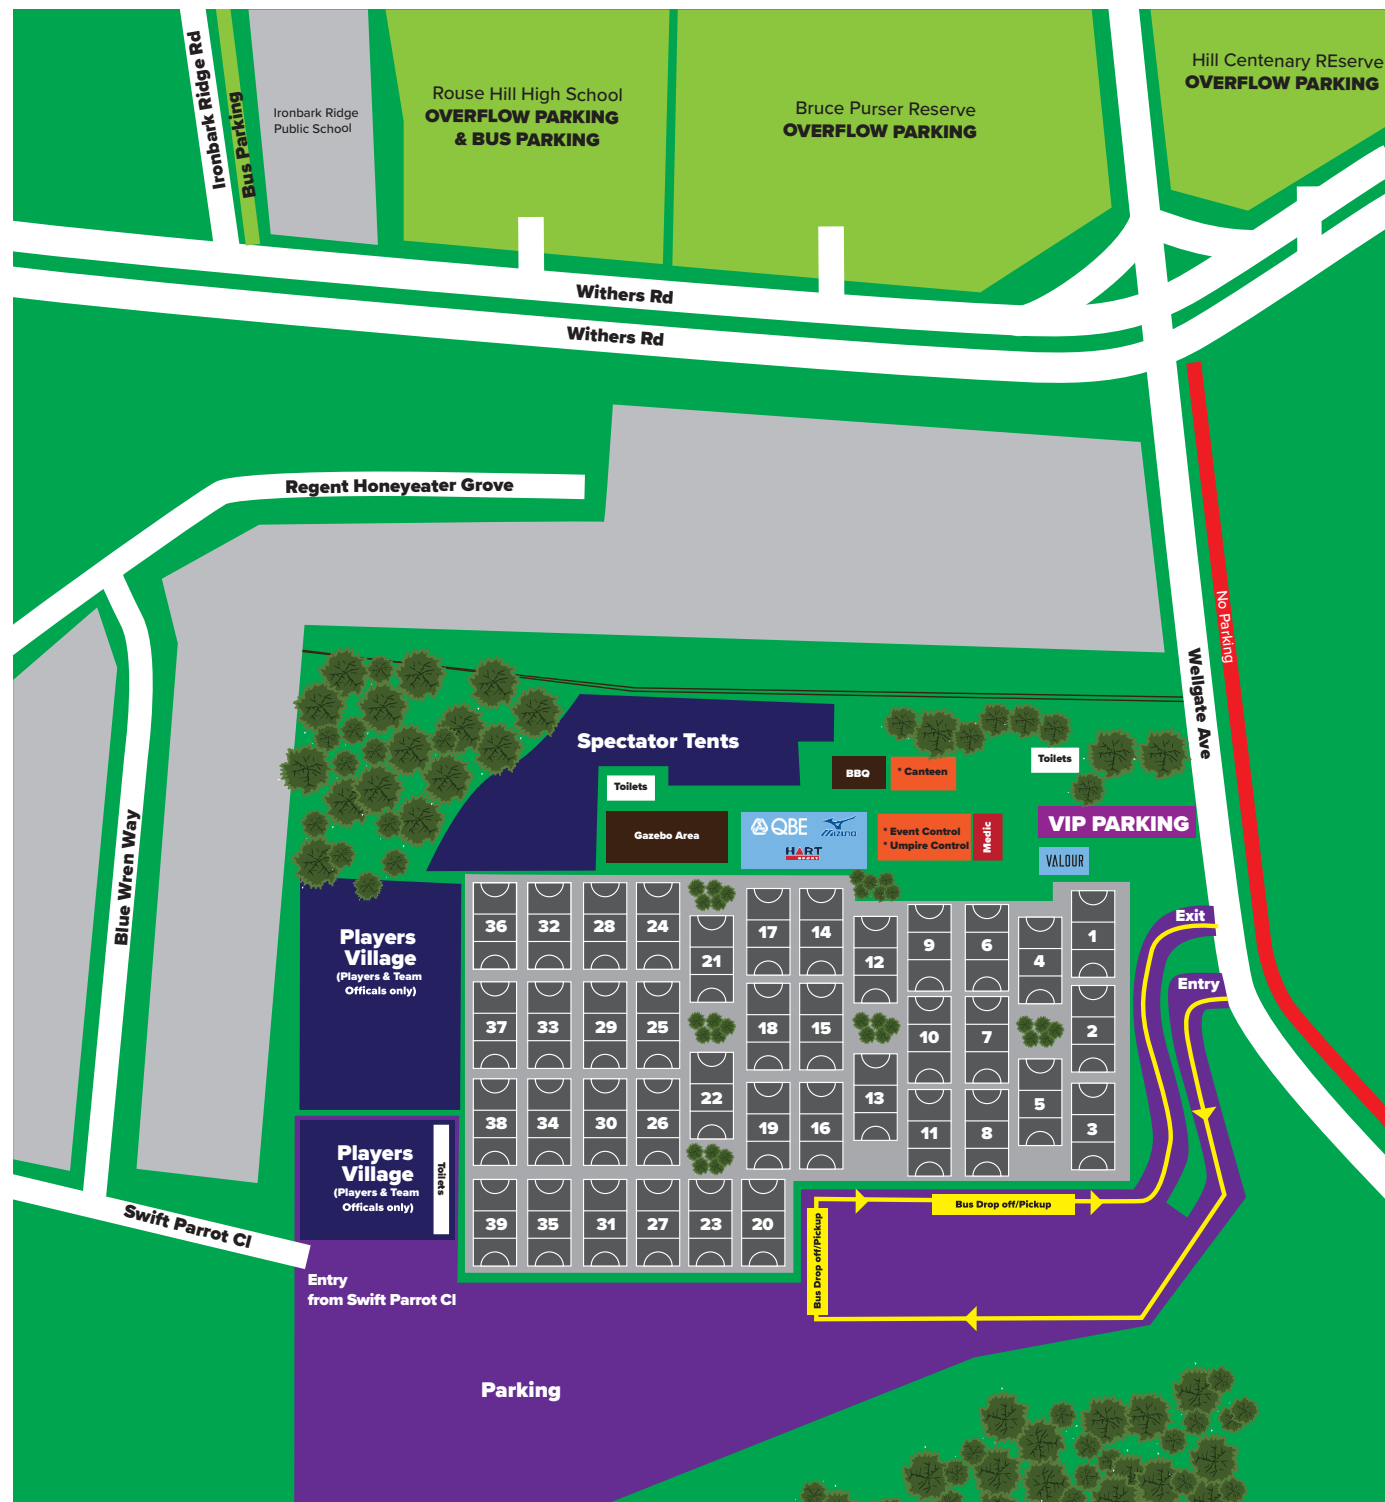 Ironbark Ridge Rd
Bus Parking
Ironbark Ridge
Public School
Rouse Hill High School
OVERFLOW PARKING
& BUS PARKING
Bruce Purser Reserve
OVERFLOW PARKING
Hill Centenary REserve
OVERFLOW PARKING
Withers Rd
Withers Rd
Regent Honeyeater Grove
No Parking
Wellgate Ave
Blue Wren Way
Swift Parrot Cl
Spectator Tents
Toilets
BBQ
* Canteen
Toilets
Gazebo Area
QBE
MIZUNO
HART
SPORT
* Event Control
* Umpire Control
Medic
VIP PARKING
VALOUR
Players
Village
(Players & Team
Officals only)
Players
Village
(Players & Team
Officals only)
Toilets
36
32
28
24
21
17
14
12
9
6
4
1
37
33
29
25
18
15
10
7
2
38
34
30
26
22
19
16
13
11
8
5
3
39
35
31
27
23
20
Exit
Entry
Bus Drop off/Pickup
Bus Drop off/Pickup
Entry
from Swift Parrot Cl
Parking